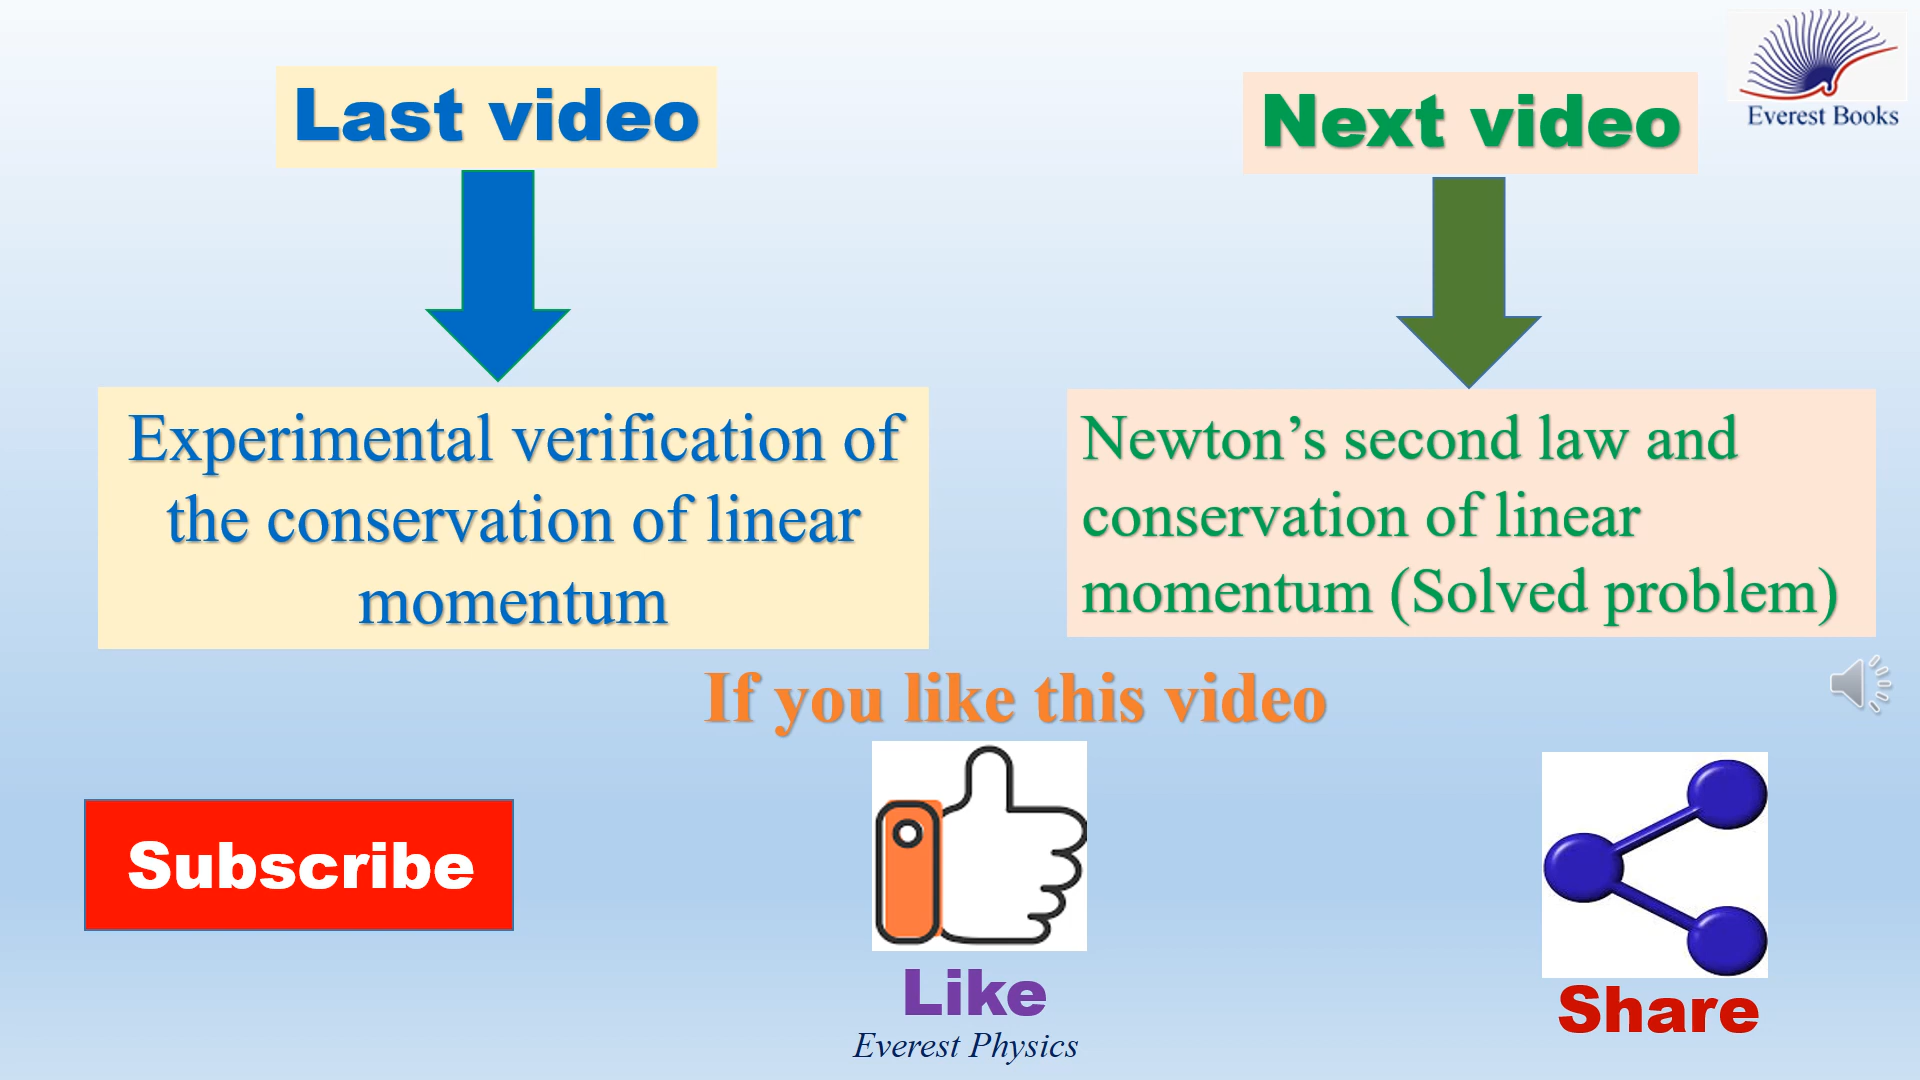 Last video
Next video
Everest Books
Experimental verification of
the conservation of linear
momentum
Newton’s second law and
conservation of linear
momentum (Solved problem)
If you like this video
Subscribe
Like
Share
Everest Physics